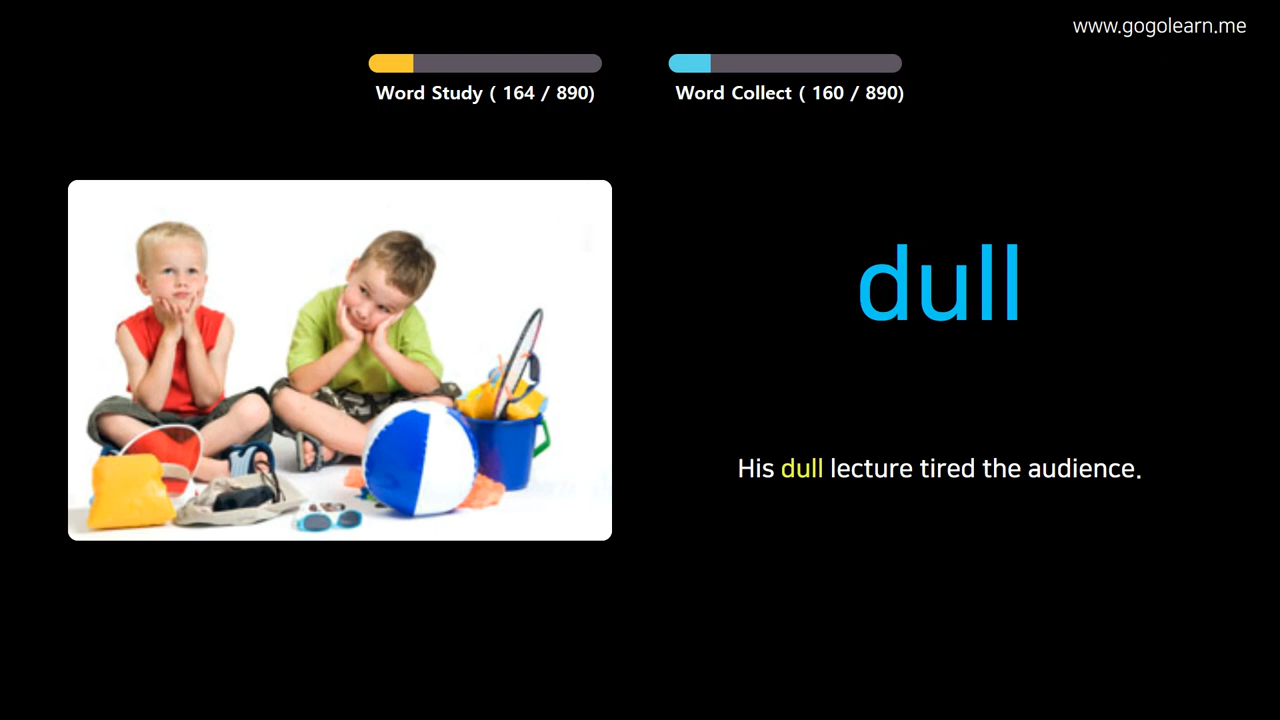 www.gogolearn.me
Word Study ( 164 / 890)
Word Collect ( 160 / 890)
dull
His dull lecture tired the audience.